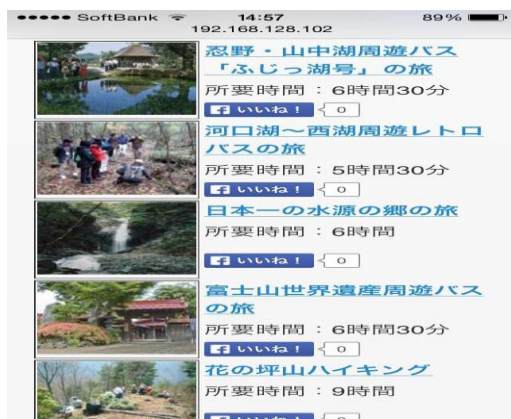 SoftBank 14:57 89%
192.168.128.102
忍野・山中湖周遊バス
「ふじっ湖号」の旅
所要時間：6時間30分
いいね！ 0
河口湖～西湖周遊レトロ
バスの旅
所要時間：5時間30分
いいね！ 0
日本一の水源の郷の旅
所要時間：6時間
いいね！ 0
富士山世界遺産周遊バス
の旅
所要時間：6時間30分
いいね！ 0
花の坪山ハイキング
所要時間：9時間
いいね！ 0